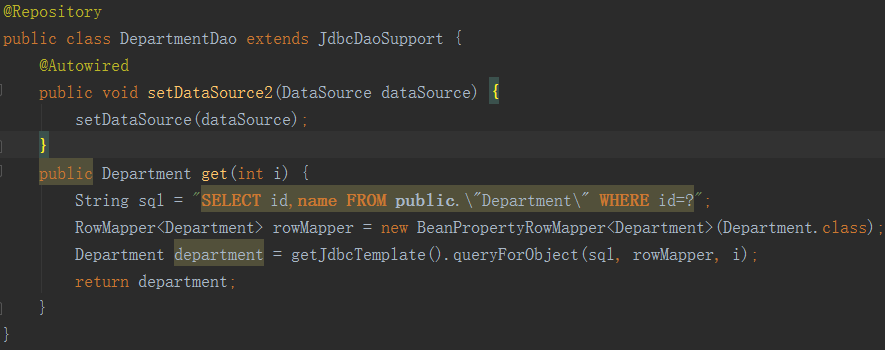 @Repository
public class DepartmentDao extends JdbcDaoSupport {
    @Autowired
    public void setDataSource2(DataSource dataSource) {
        setDataSource(dataSource);
    }
    public Department get(int i) {
        String sql = "SELECT id,name FROM public.\"Department\" WHERE id=?";
        RowMapper<Department> rowMapper = new BeanPropertyRowMapper<Department>(Department.class);
        Department department = getJdbcTemplate().queryForObject(sql, rowMapper, i);
        return department;
    }
}